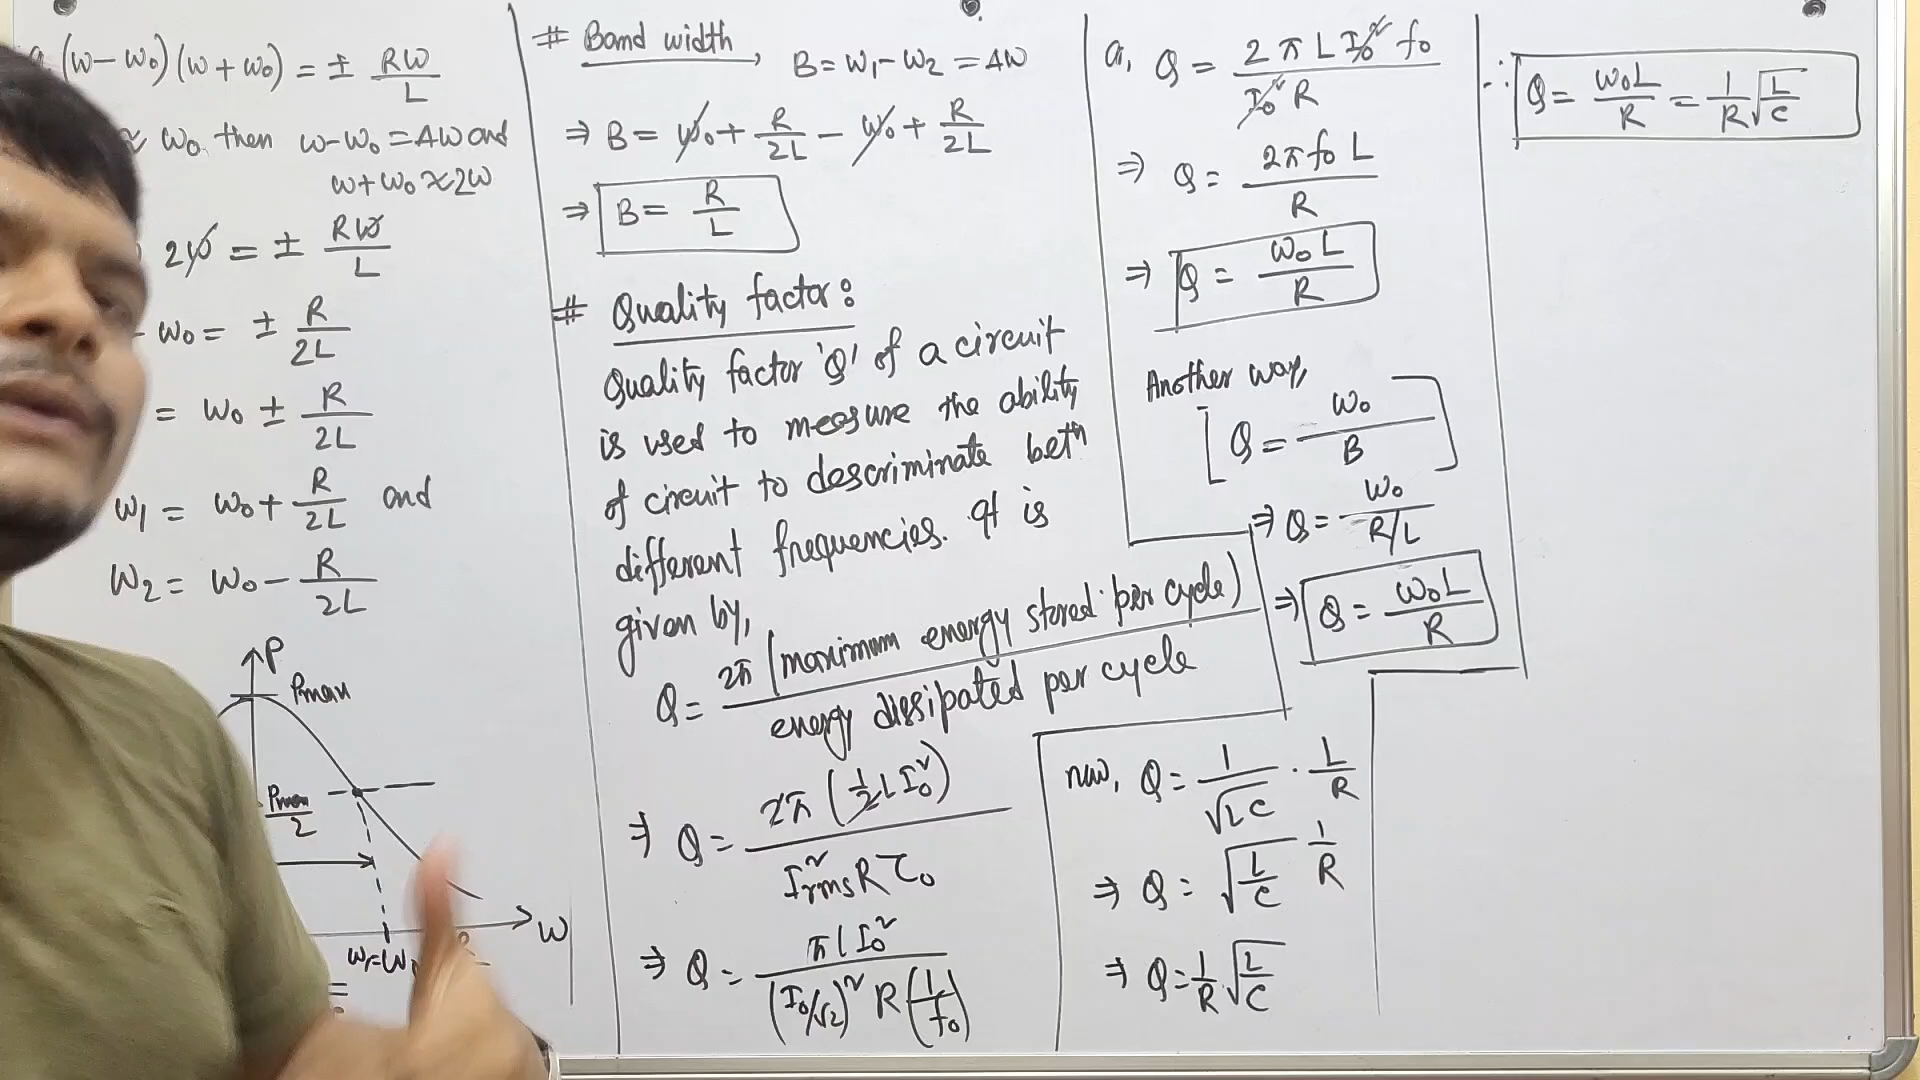 (ω-ω₀)(ω+ω₀) = ± Rω/L
≈ ω₀ then ω-ω₀ = Δω and
ω+ω₀ ≈ 2ω
2ω = ± Rω/L
- ω₀ = ± R/2L
= ω₀ ± R/2L
ω₁ = ω₀ + R/2L and
ω₂ = ω₀ - R/2L
P
Pmax
Pmax/2
ω
# Band width, B = ω₁ - ω₂ = Δω
⇒ B = ω₀ + R/2L - ω₀ + R/2L
⇒ B = R/L
# Quality factor:
Quality factor 'Q' of a circuit
is used to measure the ability
of circuit to descriminate betⁿ
different frequencies. It is
given by,
Q = 2π (maximum energy stored per cycle) / energy dissipated per cycle
⇒ Q = 2π (1/2 L I₀²) / I²rms R T₀
⇒ Q = π L I₀² / (I₀/√2)² R (1/f₀)
a, Q = 2 π L I₀² f₀ / I₀² R
⇒ Q = 2π f₀ L / R
⇒ Q = ω₀ L / R
Another way,
[Q = ω₀ / B]
⇒ Q = ω₀ / R/L
⇒ Q = ω₀L / R
now, Q = 1/√LC · L/R
⇒ Q = √L/C 1/R
⇒ Q = 1/R √L/C
∴ Q = ω₀L/R = 1/R √L/C